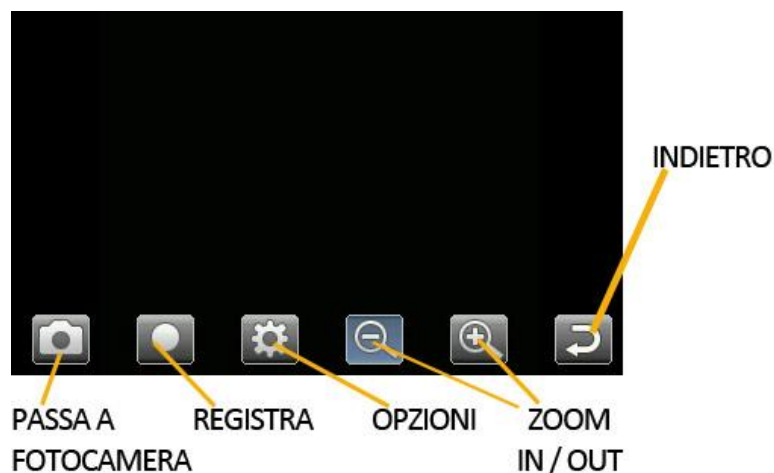 INDIETRO
PASSA A
FOTOCAMERA
REGISTRA
OPZIONI
ZOOM
IN / OUT